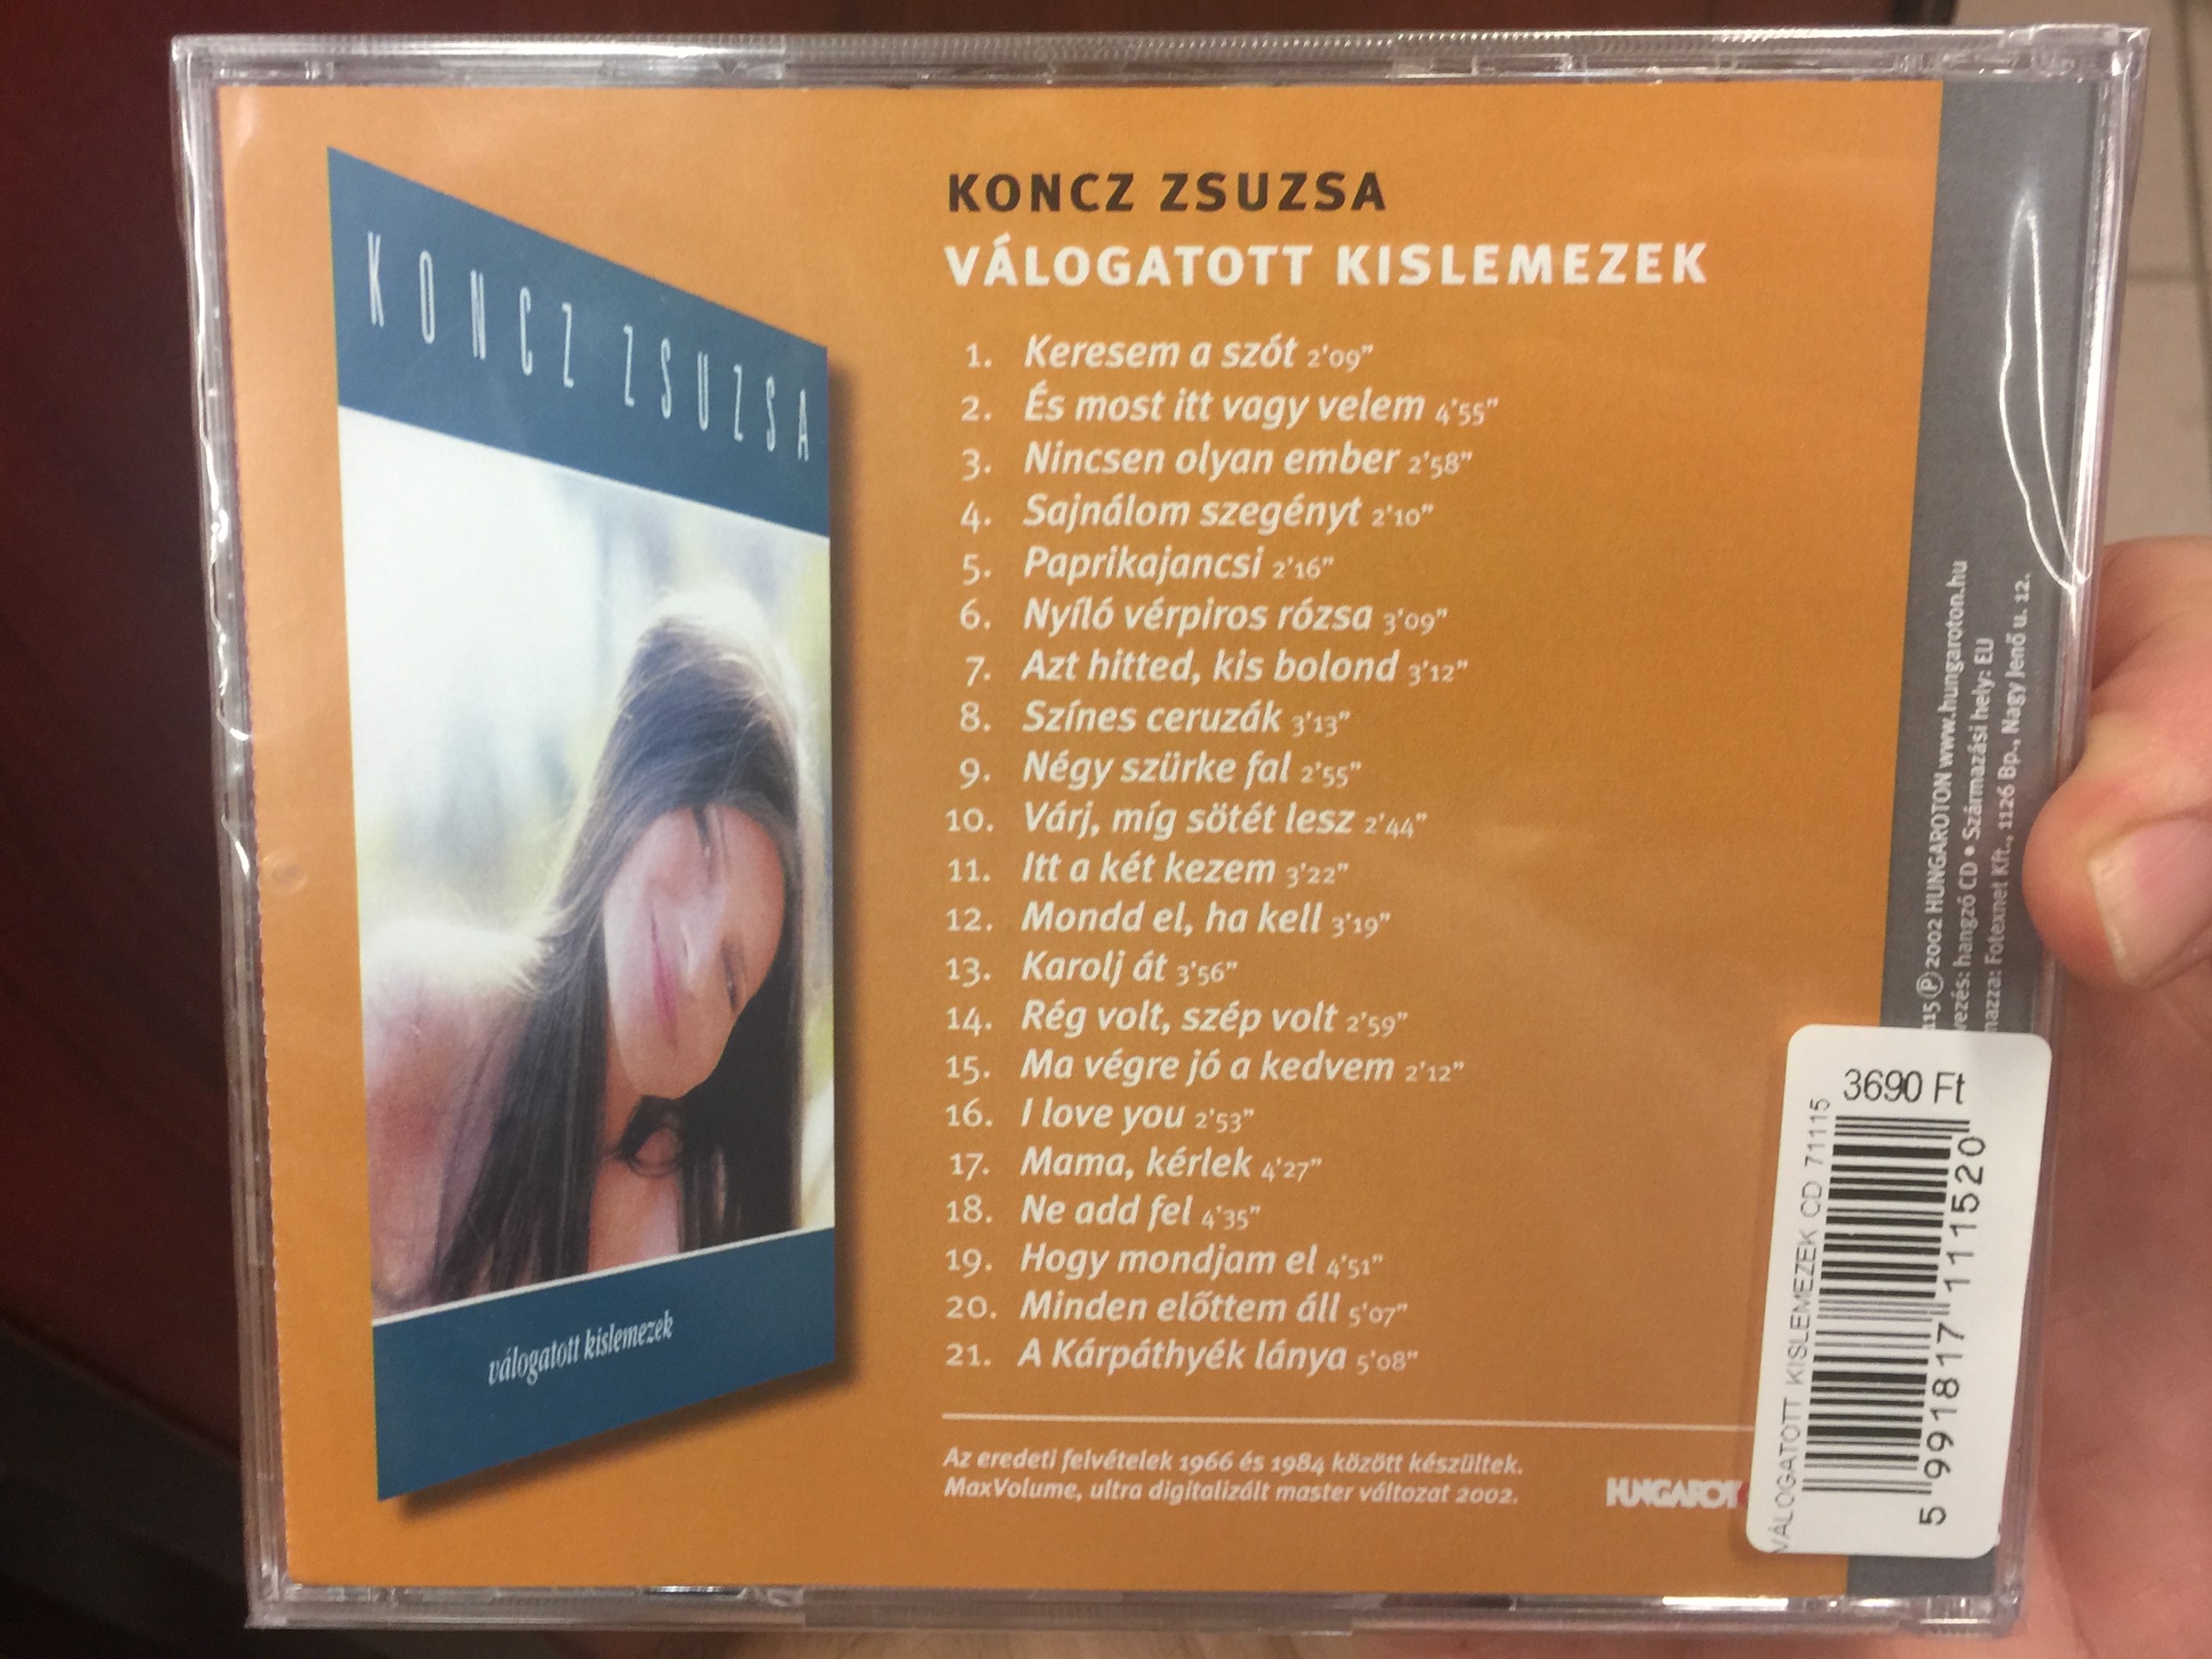 KONCZ ZSUZSA
válogatott kislemezek
KONCZ ZSUZSA
VÁLOGATOTT KISLEMEZEK
1. Keresem a szót 2'09"
2. És most itt vagy velem 4'55"
3. Nincsen olyan ember 2'58"
4. Sajnálom szegényt 2'10"
5. Paprikajancsi 2'16"
6. Nyíló vérpiros rózsa 3'09"
7. Azt hitted, kis bolond 3'12"
8. Színes ceruzák 3'13"
9. Négy szürke fal 2'55"
10. Várj, míg sötét lesz 2'44"
11. Itt a két kezem 3'22"
12. Mondd el, ha kell 3'19"
13. Karolj át 3'56"
14. Rég volt, szép volt 2'59"
15. Ma végre jó a kedvem 2'12"
16. I love you 2'53"
17. Mama, kérlek 4'27"
18. Ne add fel 4'35"
19. Hogy mondjam el 4'51"
20. Minden előttem áll 5'07"
21. A Kárpáthyék lánya 5'08"
Az eredeti felvételek 1966 és 1984 között készültek.
MaxVolume, ultra digitalizált master változat 2002.
HUNGAROT
115 Ⓟ 2002 HUNGAROTON www.hungaroton.hu
hangzó CD • Származási hely: EU
Fotexnet Kft., 1126 Bp., Nagy Jenő u. 12.
3690 Ft
VÁLOGATOTT KISLEMEZEK CD 71115
5 991817 111520